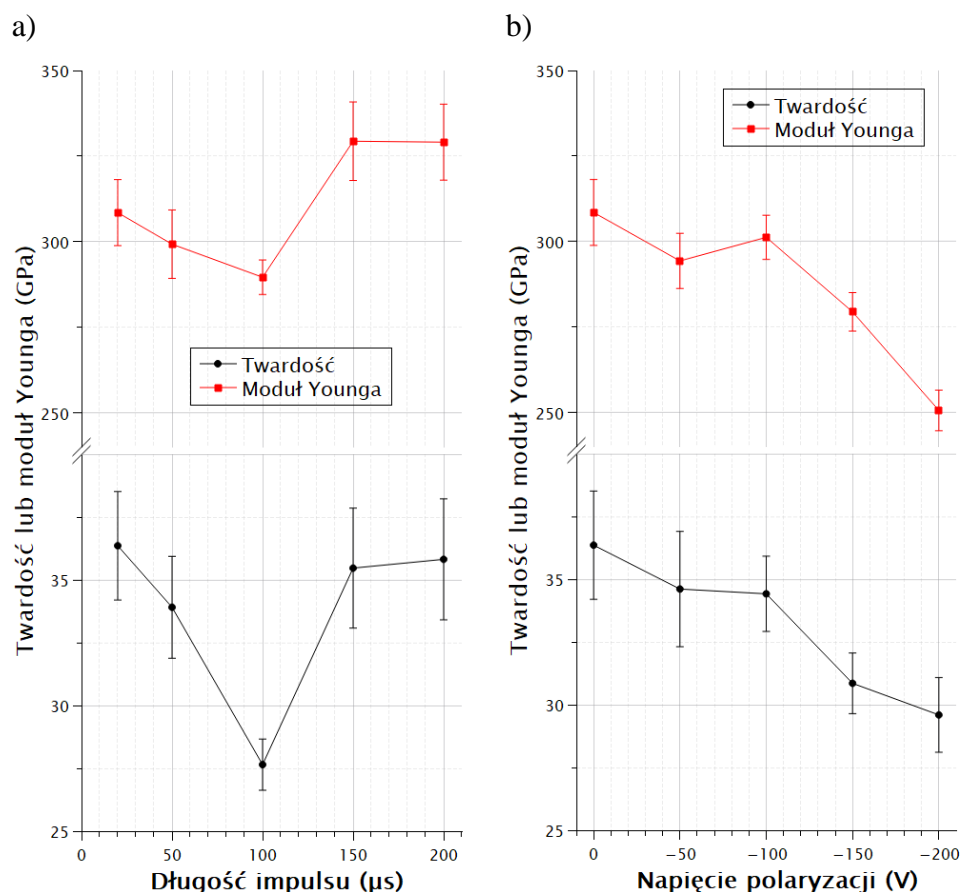 a)
Twardość lub moduł Younga (GPa)
350
300
250
35
30
25
Twardość
Moduł Younga
0
50
100
150
200
Długość impulsu (µs)
b)
Twardość lub moduł Younga (GPa)
350
300
250
35
30
25
Twardość
Moduł Younga
0
−50
−100
−150
−200
Napięcie polaryzacji (V)